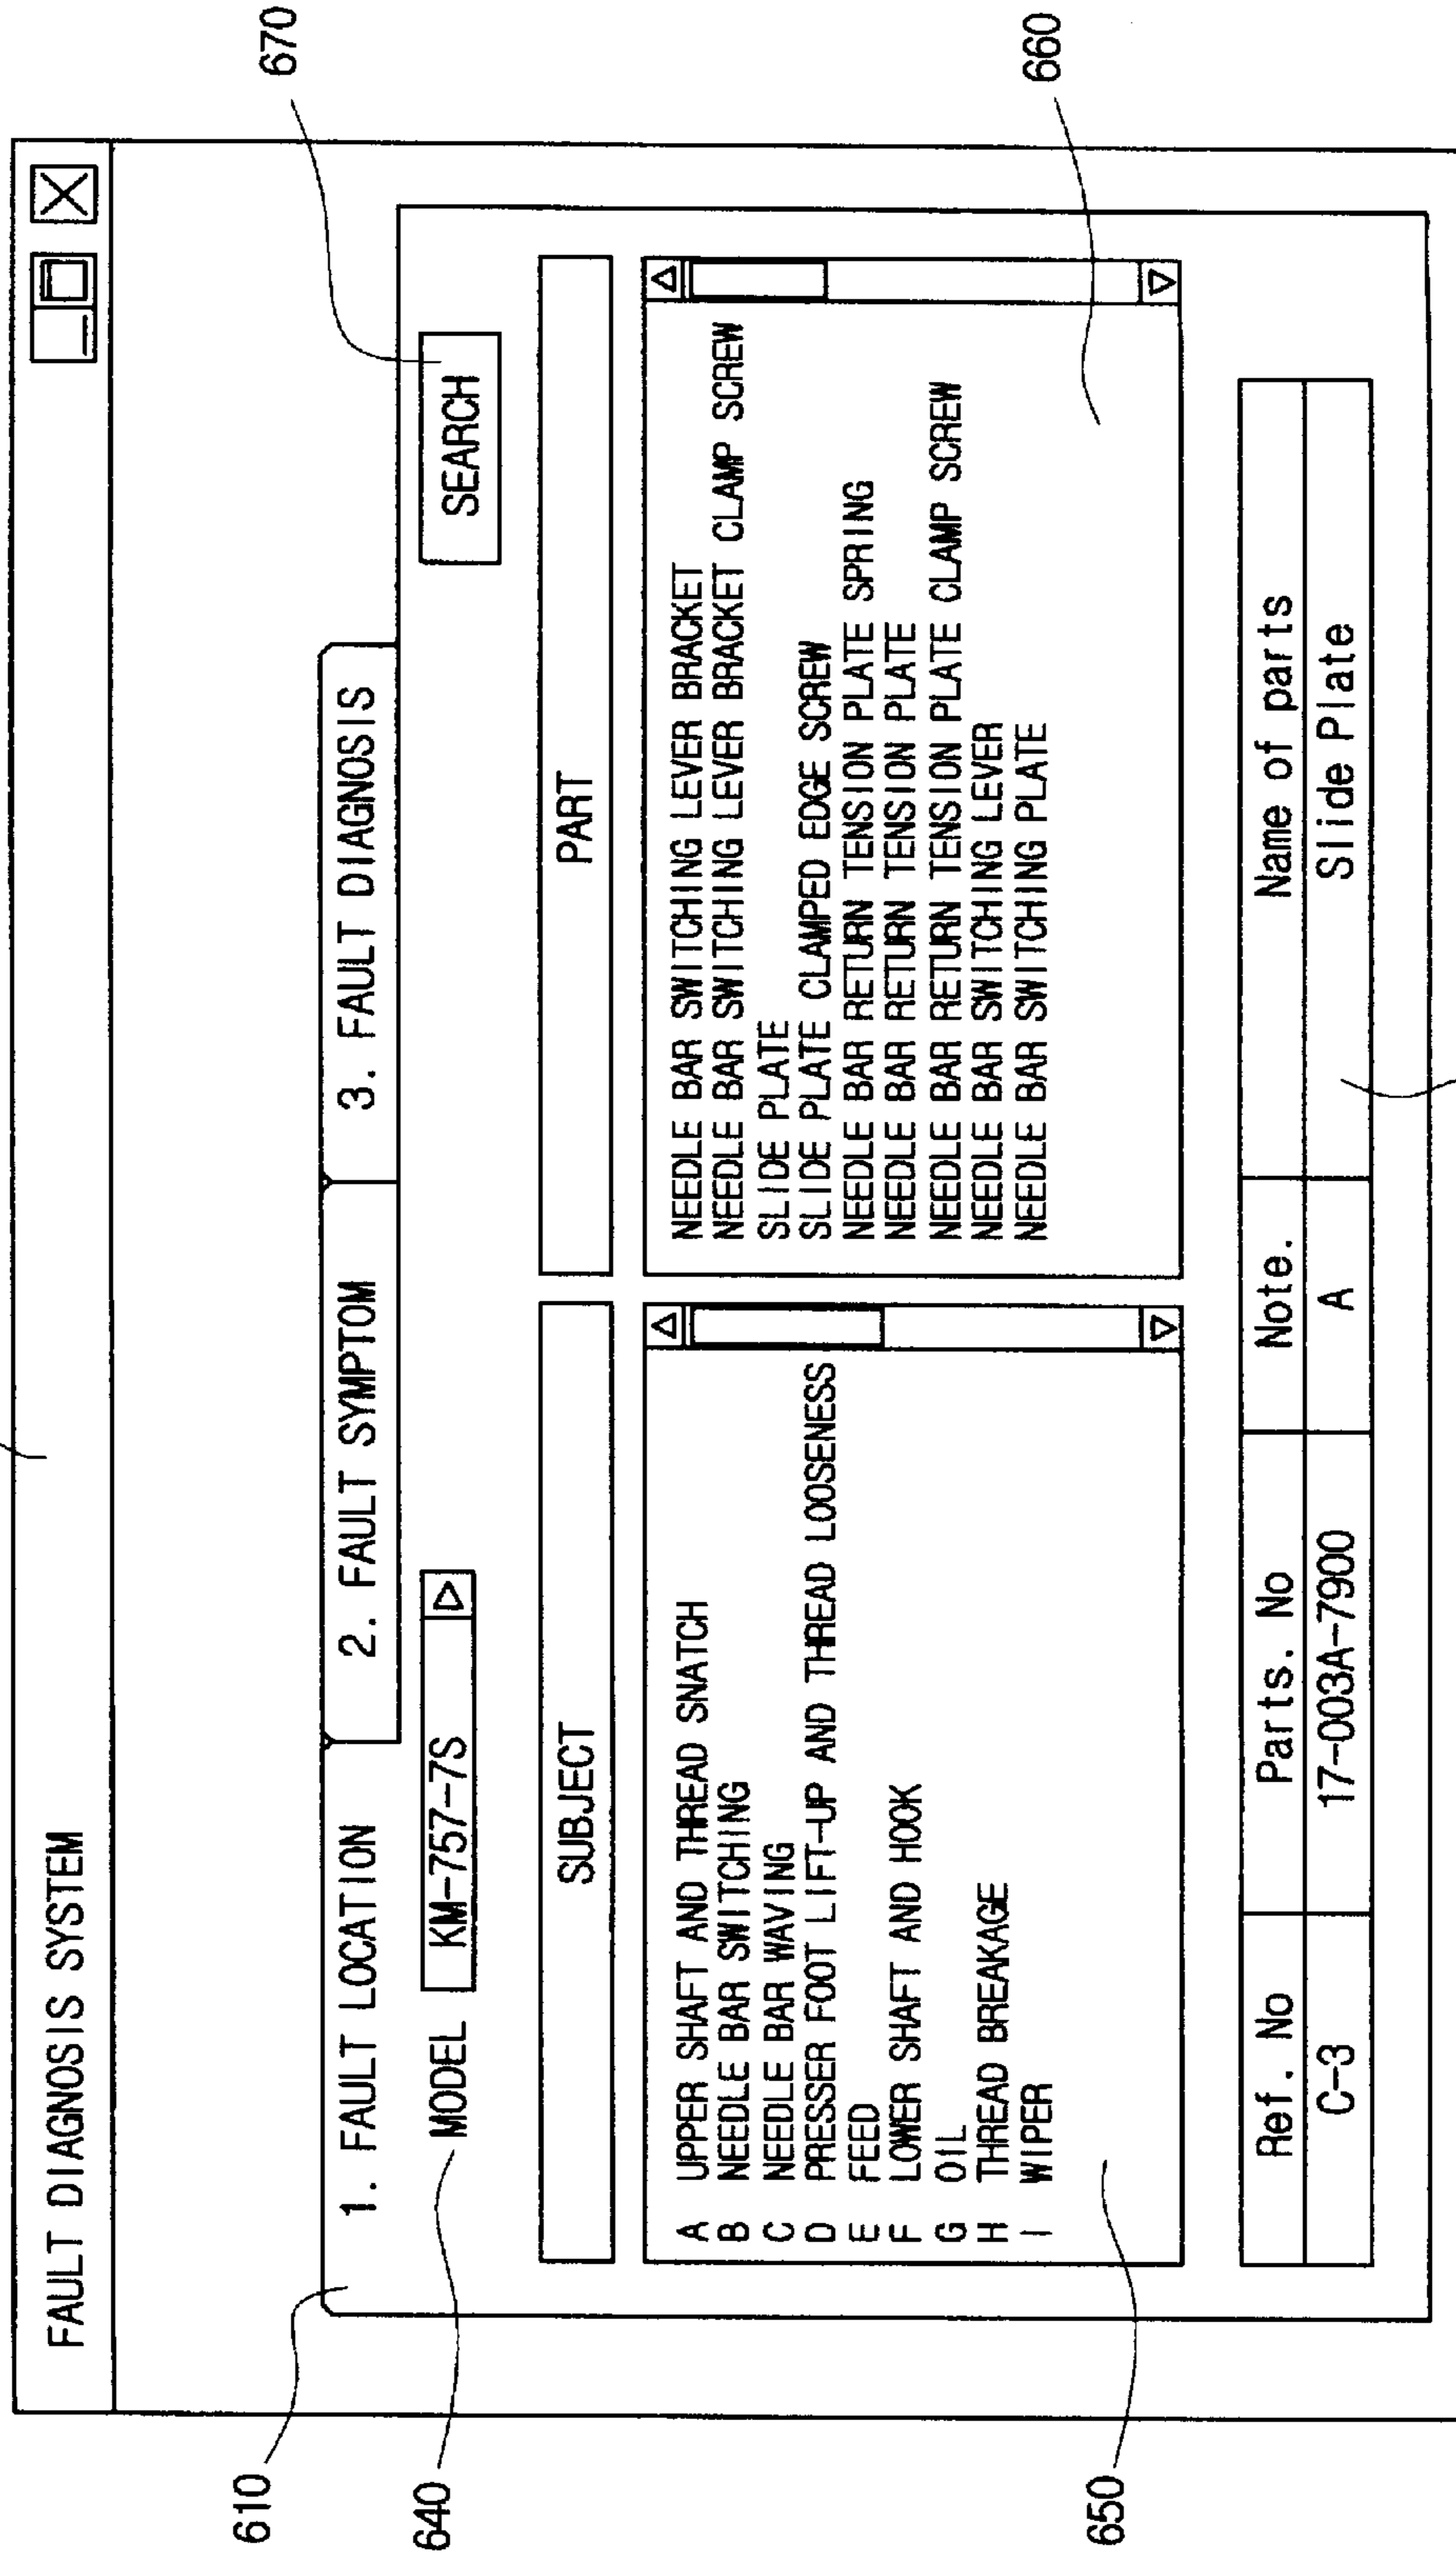 FAULT DIAGNOSIS SYSTEM
670
610
1. FAULT LOCATION 2. FAULT SYMPTOM 3. FAULT DIAGNOSIS
640
MODEL KM-757-7S SEARCH
SUBJECT PART
A UPPER SHAFT AND THREAD SNATCH
B NEEDLE BAR SWITCHING
C NEEDLE BAR WAVING
D PRESSER FOOT LIFT-UP AND THREAD LOOSENESS
E FEED
F LOWER SHAFT AND HOOK
G OIL
H THREAD BREAKAGE
I WIPER
NEEDLE BAR SWITCHING LEVER BRACKET
NEEDLE BAR SWITCHING LEVER BRACKET CLAMP SCREW
SLIDE PLATE
SLIDE PLATE CLAMPED EDGE SCREW
NEEDLE BAR RETURN TENSION PLATE SPRING
NEEDLE BAR RETURN TENSION PLATE
NEEDLE BAR RETURN TENSION PLATE CLAMP SCREW
NEEDLE BAR SWITCHING LEVER
NEEDLE BAR SWITCHING PLATE
650
660
Ref. No Parts. No Note. Name of parts
C-3 17-003A-7900 A Slide Plate